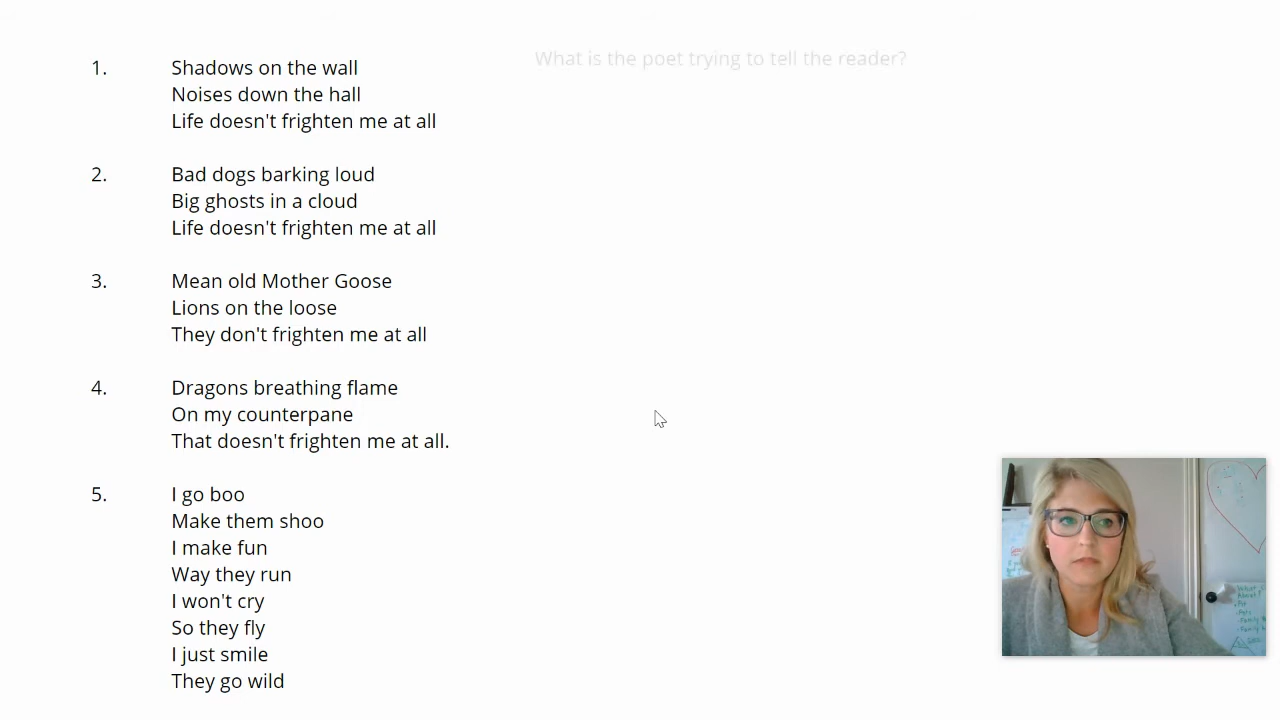 What is the poet trying to tell the reader?
1. Shadows on the wall
Noises down the hall
Life doesn't frighten me at all
2. Bad dogs barking loud
Big ghosts in a cloud
Life doesn't frighten me at all
3. Mean old Mother Goose
Lions on the loose
They don't frighten me at all
4. Dragons breathing flame
On my counterpane
That doesn't frighten me at all.
5. I go boo
Make them shoo
I make fun
Way they run
I won't cry
So they fly
I just smile
They go wild